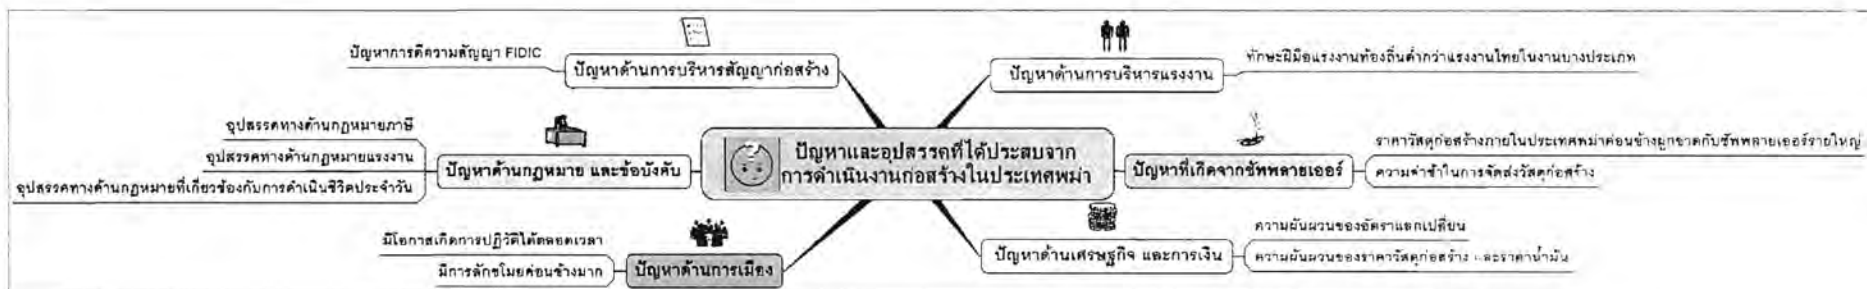 ปัญหาการตีความสัญญา FIDIC
ปัญหาด้านการบริหารสัญญาก่อสร้าง
ปัญหาด้านการบริหารแรงงาน
ทักษะฝีมือแรงงานท้องถิ่นต่ำกว่าแรงงานไทยในงานบางประเภท
อุปสรรคทางด้านกฎหมายภาษี
อุปสรรคทางด้านกฎหมายแรงงาน
อุปสรรคทางด้านกฎหมายที่เกี่ยวข้องกับการดำเนินชีวิตประจำวัน
ปัญหาด้านกฎหมาย และข้อบังคับ
ปัญหาและอุปสรรคที่ได้ประสบจาก
การดำเนินงานก่อสร้างในประเทศพม่า
ปัญหาที่เกิดจากซัพพลายเออร์
ราคาวัสดุก่อสร้างภายในประเทศพม่าค่อนข้างผูกขาดกับซัพพลายเออร์รายใหญ่
ความล่าช้าในการจัดส่งวัสดุก่อสร้าง
มีโอกาสเกิดการปฏิวัติได้ตลอดเวลา
มีการลักขโมยค่อนข้างมาก
ปัญหาด้านการเมือง
ปัญหาด้านเศรษฐกิจ และการเงิน
ความผันผวนของอัตราแลกเปลี่ยน
ความผันผวนของราคาวัสดุก่อสร้าง และราคาน้ำมัน